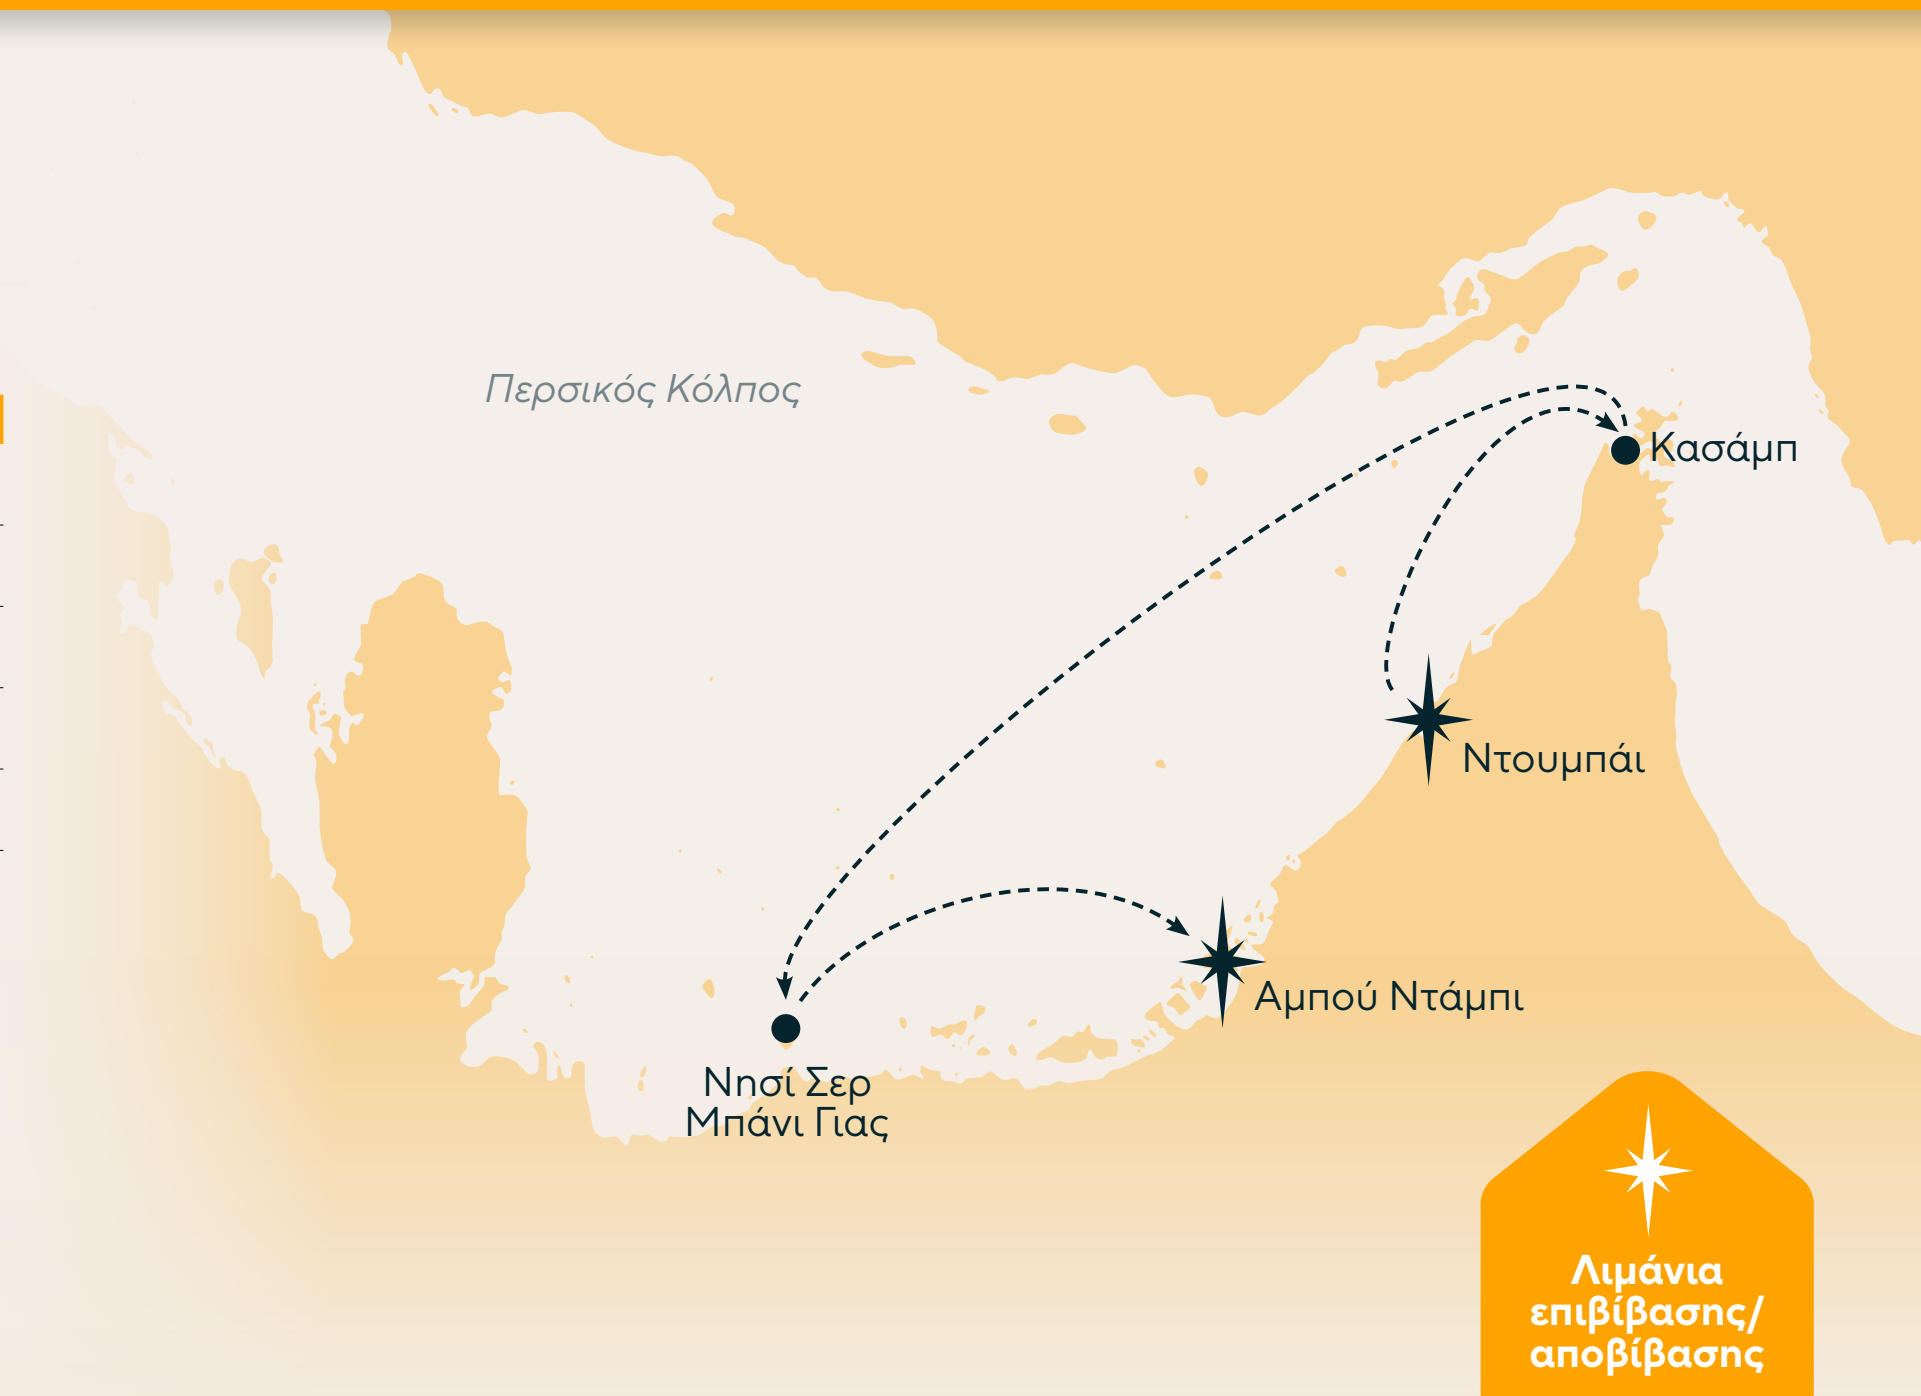 Περσικός Κόλπος
Κασάμπ
Ντουμπάι
Αμπού Ντάμπι
Νησί Σερ
Μπάνι Γιας
Λιμάνια
επιβίβασης/
αποβίβασης